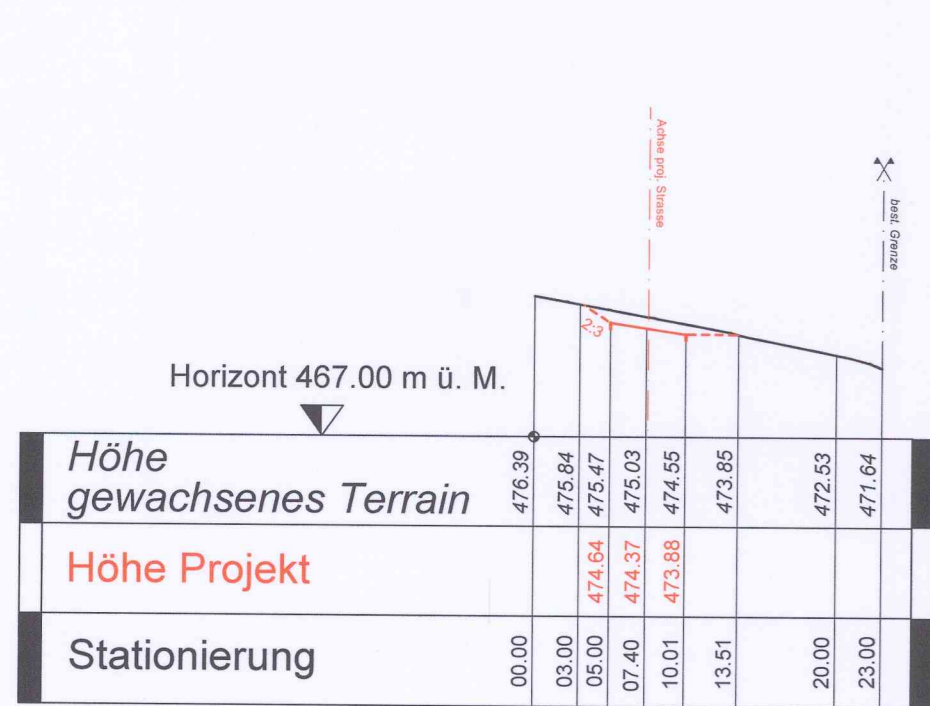 Achse proj. Strasse
best. Grenze
2:3
Horizont 467.00 m ü. M.
Höhe
gewachsenes Terrain
476.39
475.84
475.47
475.03
474.55
473.85
472.53
471.64
Höhe Projekt
474.64
474.37
473.88
Stationierung
00.00
03.00
05.00
07.40
10.01
13.51
20.00
23.00